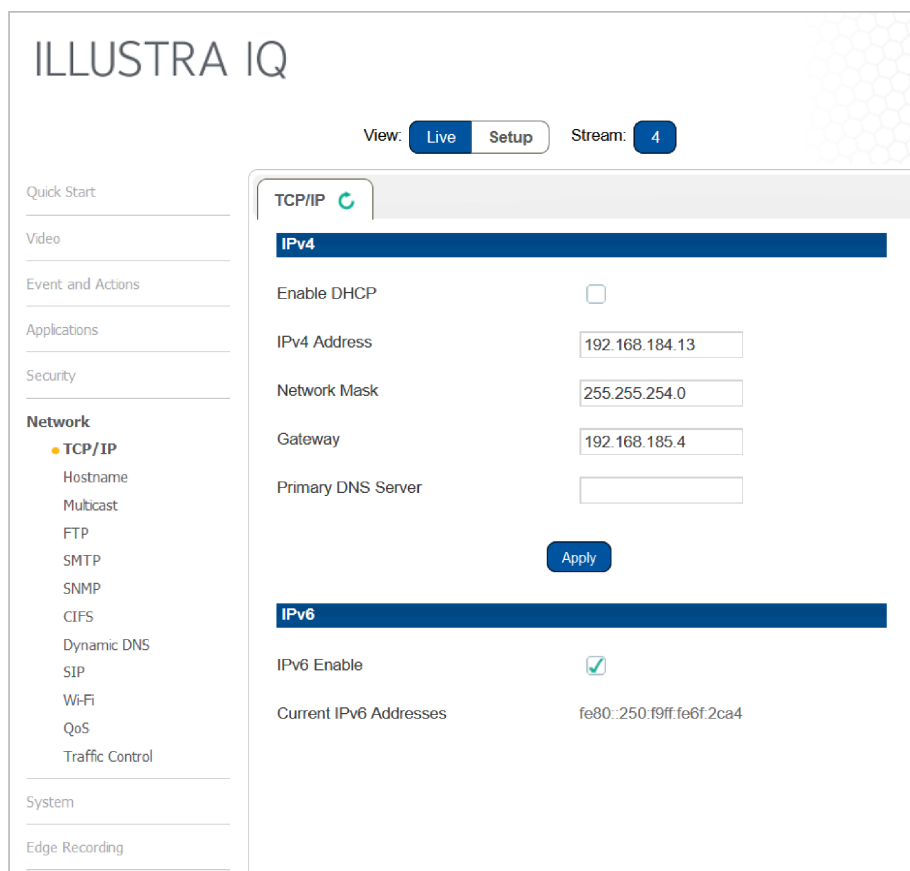 ILLUSTRA IQ
View: Live Setup Stream: 4
Quick Start
Video
Event and Actions
Applications
Security
Network
TCP/IP
Hostname
Multicast
FTP
SMTP
SNMP
CIFS
Dynamic DNS
SIP
Wi-Fi
QoS
Traffic Control
System
Edge Recording
TCP/IP
IPv4
Enable DHCP
IPv4 Address 192.168.184.13
Network Mask 255.255.254.0
Gateway 192.168.185.4
Primary DNS Server
Apply
IPv6
IPv6 Enable
Current IPv6 Addresses fe80::250:f9ff:fe6f:2ca4